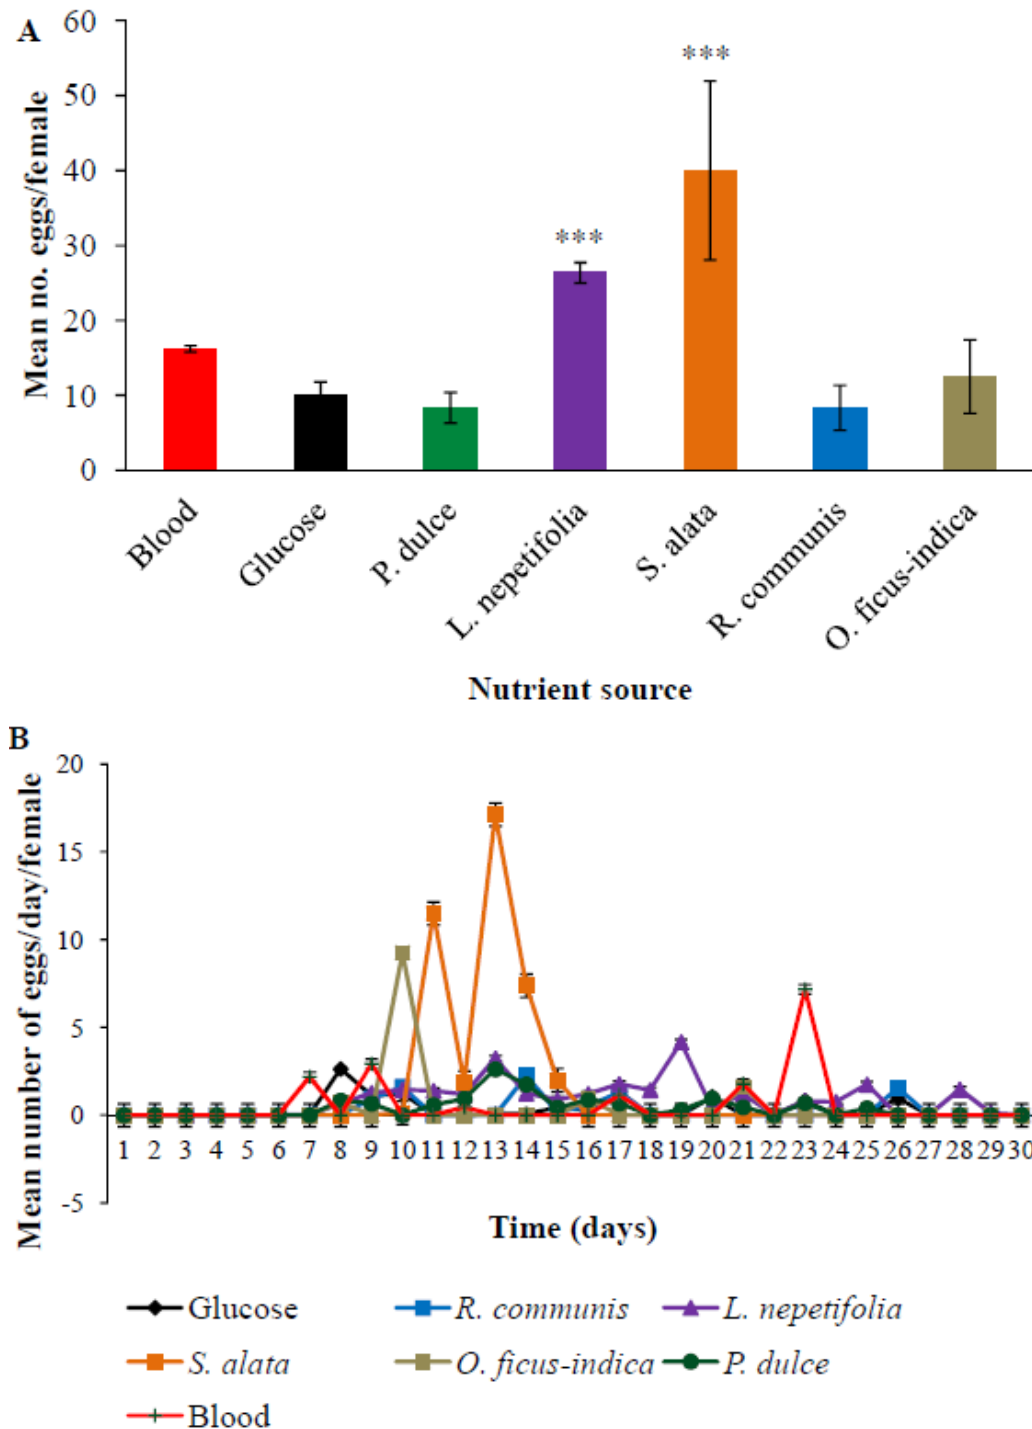 A
60
50
40
30
20
10
0
Mean no. eggs/female
***
***
Blood
Glucose
P. dulce
L. nepetifolia
S. alata
R. communis
O. ficus-indica
Nutrient source
B
20
15
10
5
0
-5
Mean number of eggs/day/female
1 2 3 4 5 6 7 8 9 10 11 12 13 14 15 16 17 18 19 20 21 22 23 24 25 26 27 28 29 30
Time (days)
Glucose R. communis L. nepetifolia
S. alata O. ficus-indica P. dulce
Blood